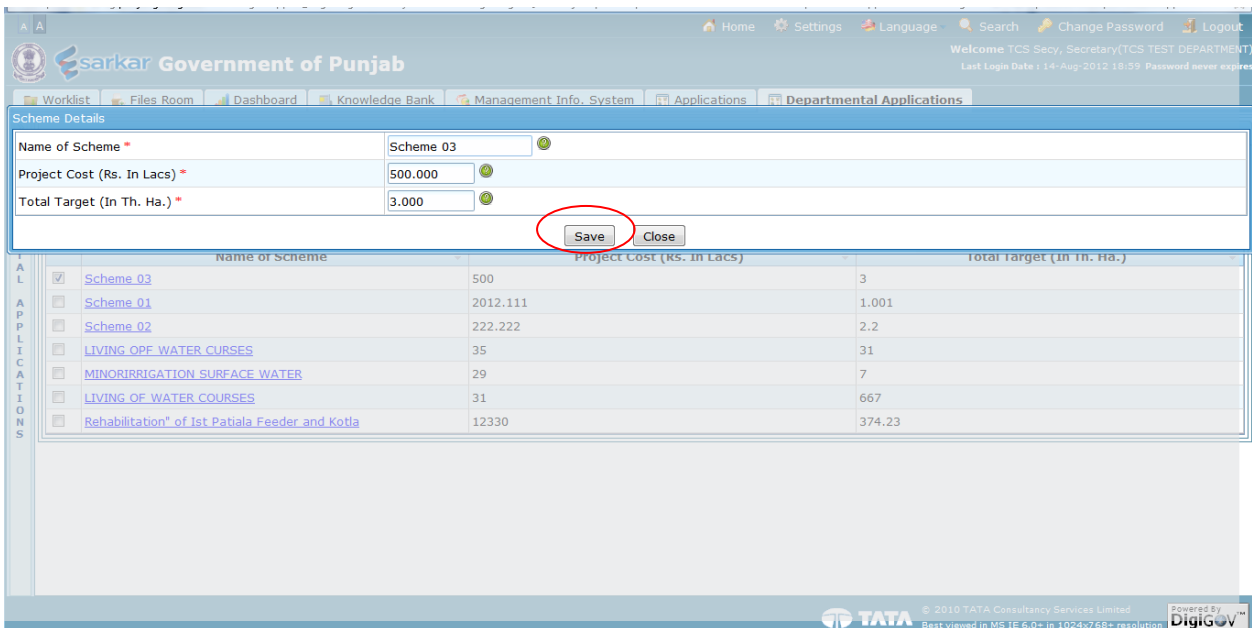 A A Home Settings Language Search Change Password Logout
Welcome TCS Secy, Secretary(TCS TEST DEPARTMENT)
esarkar Government of Punjab
Last Login Date : 14-Aug-2012 18:59 Password never expires
Worklist Files Room Dashboard Knowledge Bank Management Info. System Applications Departmental Applications
Scheme Details
Name of Scheme * Scheme 03
Project Cost (Rs. In Lacs) * 500.000
Total Target (In Th. Ha.) * 3.000
Save Close
Name of Scheme Project Cost (Rs. In Lacs) Total Target (In Th. Ha.)
Scheme 03 500 3
Scheme 01 2012.111 1.001
Scheme 02 222.222 2.2
LIVING OPF WATER CURSES 35 31
MINORIRRIGATION SURFACE WATER 29 7
LIVING OF WATER COURSES 31 667
Rehabilitation" of Ist Patiala Feeder and Kotla 12330 374.23
TAL APPLICATIONS
TATA © 2010 TATA Consultancy Services Limited Powered By
Best viewed in MS IE 6.0+ in 1024x768+ resolution DigiGOV™